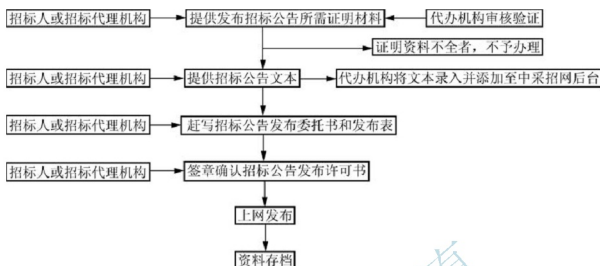 招标人或招标代理机构 提供发布招标公告所需证明材料 代办机构审核验证
证明资料不全者，不予办理
招标人或招标代理机构 提供招标公告文本 代办机构将文本录入并添加至中采招网后台
招标人或招标代理机构 赶写招标公告发布委托书和发布表
招标人或招标代理机构 签章确认招标公告发布许可书
上网发布
资料存档